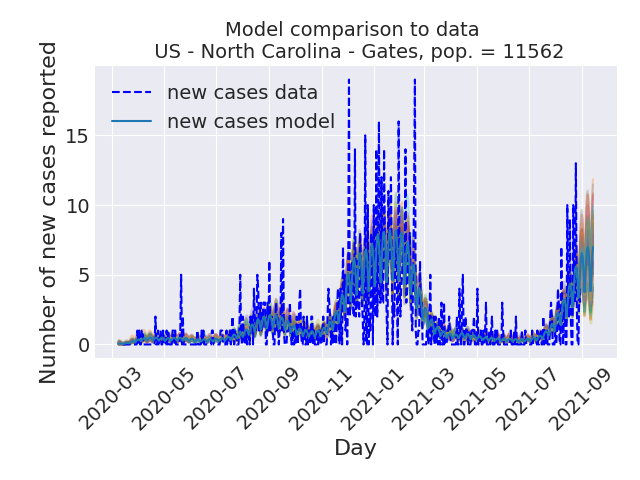 Model comparison to data
US - North Carolina - Gates, pop. = 11562
Number of new cases reported
new cases data
new cases model
15
10
5
0
2020-03
2020-05
2020-07
2020-09
2020-11
2021-01
2021-03
2021-05
2021-07
2021-09
Day